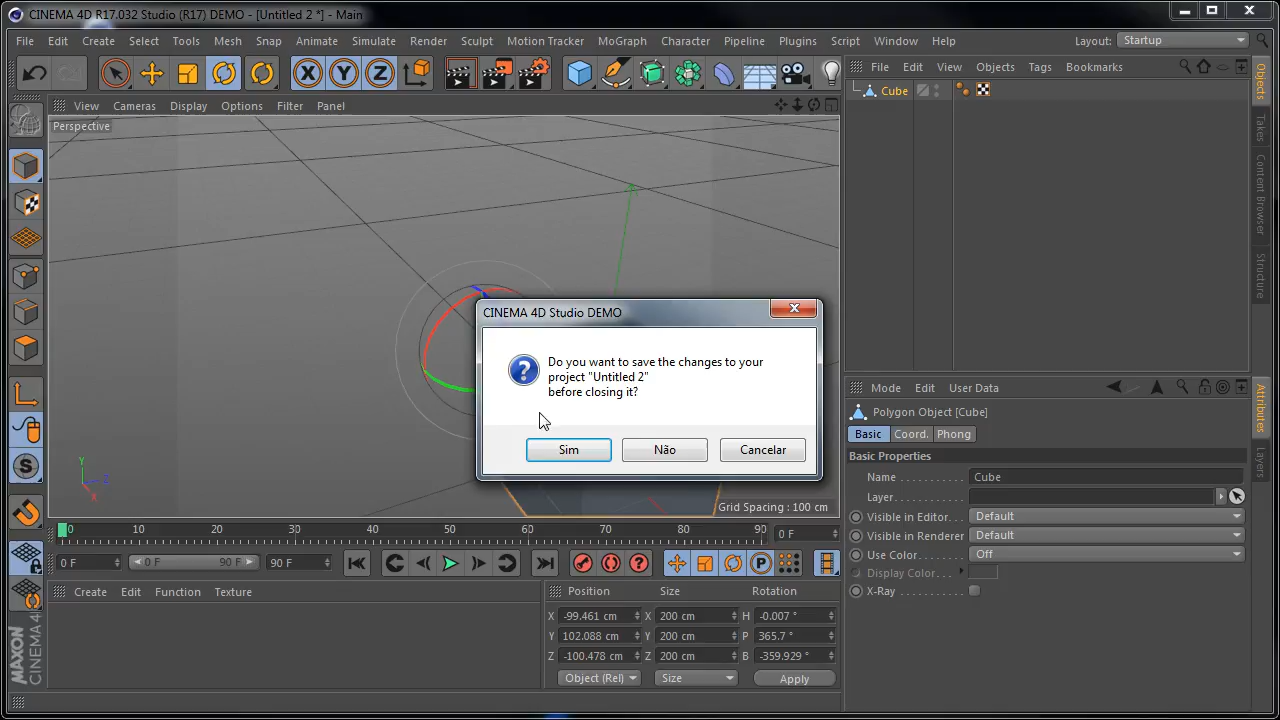 CINEMA 4D R17.032 Studio (R17) DEMO - [Untitled 2 *] - Main
File Edit Create Select Tools Mesh Snap Animate Simulate Render Sculpt Motion Tracker MoGraph Character Pipeline Plugins Script Window Help Layout: Startup
X Y Z
File Edit View Objects Tags Bookmarks
Cube
View Cameras Display Options Filter Panel
Perspective
Objects
Takes
Content Browser
Structure
CINEMA 4D Studio DEMO
Do you want to save the changes to your
project "Untitled 2"
before closing it?
Sim Não Cancelar
Y
Z
X
Grid Spacing : 100 cm
Mode Edit User Data
Attributes
Layers
Polygon Object [Cube]
Basic Coord. Phong
Basic Properties
Name Cube
Layer
Visible in Editor Default
Visible in Renderer Default
Use Color Off
Display Color
X-Ray
0 10 20 30 40 50 60 70 80 90 0 F
0 F 0 F 90 F 90 F
P
Create Edit Function Texture
Position Size Rotation
X -99.461 cm X 200 cm H -0.007 °
Y 102.088 cm Y 200 cm P 365.7 °
Z -100.478 cm Z 200 cm B -359.929 °
Object (Rel) Size Apply
S
MAXON
CINEMA 4D